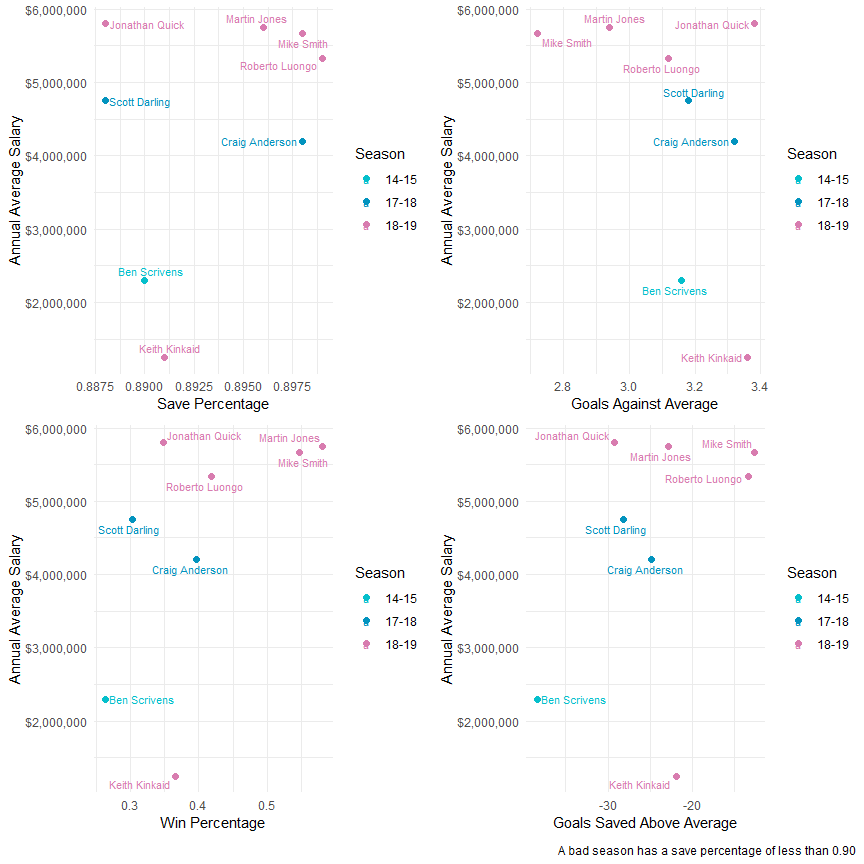 $6,000,000
Jonathan Quick
Martin Jones
Mike Smith
Roberto Luongo
$5,000,000
Scott Darling
Craig Anderson
$4,000,000
$3,000,000
Ben Scrivens
$2,000,000
Keith Kinkaid
Annual Average Salary
0.8875 0.8900 0.8925 0.8950 0.8975
Save Percentage
Season
14-15
17-18
18-19
$6,000,000
Martin Jones
Jonathan Quick
Mike Smith
Roberto Luongo
$5,000,000
Scott Darling
Craig Anderson
$4,000,000
$3,000,000
Ben Scrivens
$2,000,000
Keith Kinkaid
Annual Average Salary
2.8 3.0 3.2 3.4
Goals Against Average
Season
14-15
17-18
18-19
$6,000,000
Jonathan Quick
Martin Jones
Mike Smith
Roberto Luongo
$5,000,000
Scott Darling
Craig Anderson
$4,000,000
$3,000,000
Ben Scrivens
$2,000,000
Keith Kinkaid
Annual Average Salary
0.3 0.4 0.5
Win Percentage
Season
14-15
17-18
18-19
$6,000,000
Jonathan Quick
Mike Smith
Martin Jones
Roberto Luongo
$5,000,000
Scott Darling
Craig Anderson
$4,000,000
$3,000,000
Ben Scrivens
$2,000,000
Keith Kinkaid
Annual Average Salary
-30 -20
Goals Saved Above Average
Season
14-15
17-18
18-19
A bad season has a save percentage of less than 0.90